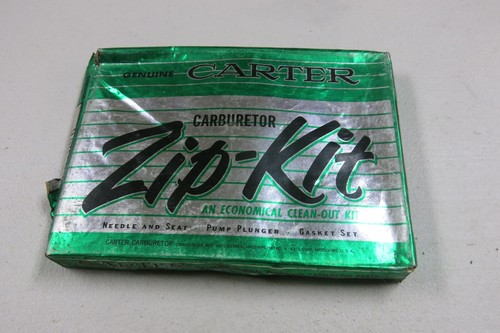 GENUINE CARTER
CARBURETOR
Zip-Kit
AN ECONOMICAL CLEAN-OUT KIT
NEEDLE AND SEAT · PUMP PLUNGER · GASKET SET
CARTER CARBURETOR